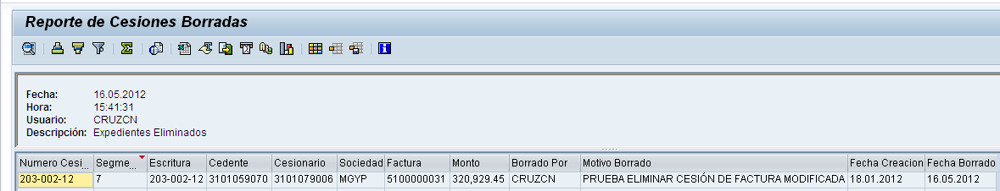 Reporte de Cesiones Borradas
Fecha: 16.05.2012
Hora: 15:41:31
Usuario: CRUZCN
Descripción: Expedientes Eliminados
Numero Cesi... Segme... Escritura Cedente Cesionario Sociedad Factura Monto Borrado Por Motivo Borrado Fecha Creacion Fecha Borrado
203-002-12 7 203-002-12 3101059070 3101079006 MGYP 5100000031 320,929.45 CRUZCN PRUEBA ELIMINAR CESIÓN DE FACTURA MODIFICADA 18.01.2012 16.05.2012